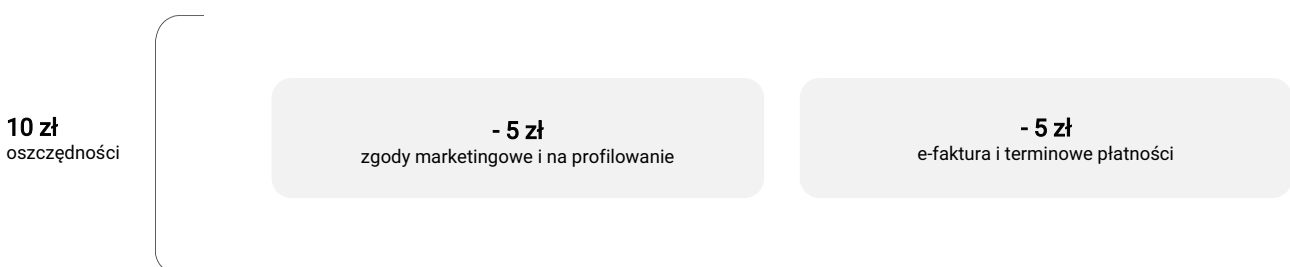 10 zł
oszczędności
- 5 zł
zgody marketingowe i na profilowanie
- 5 zł
e-faktura i terminowe płatności